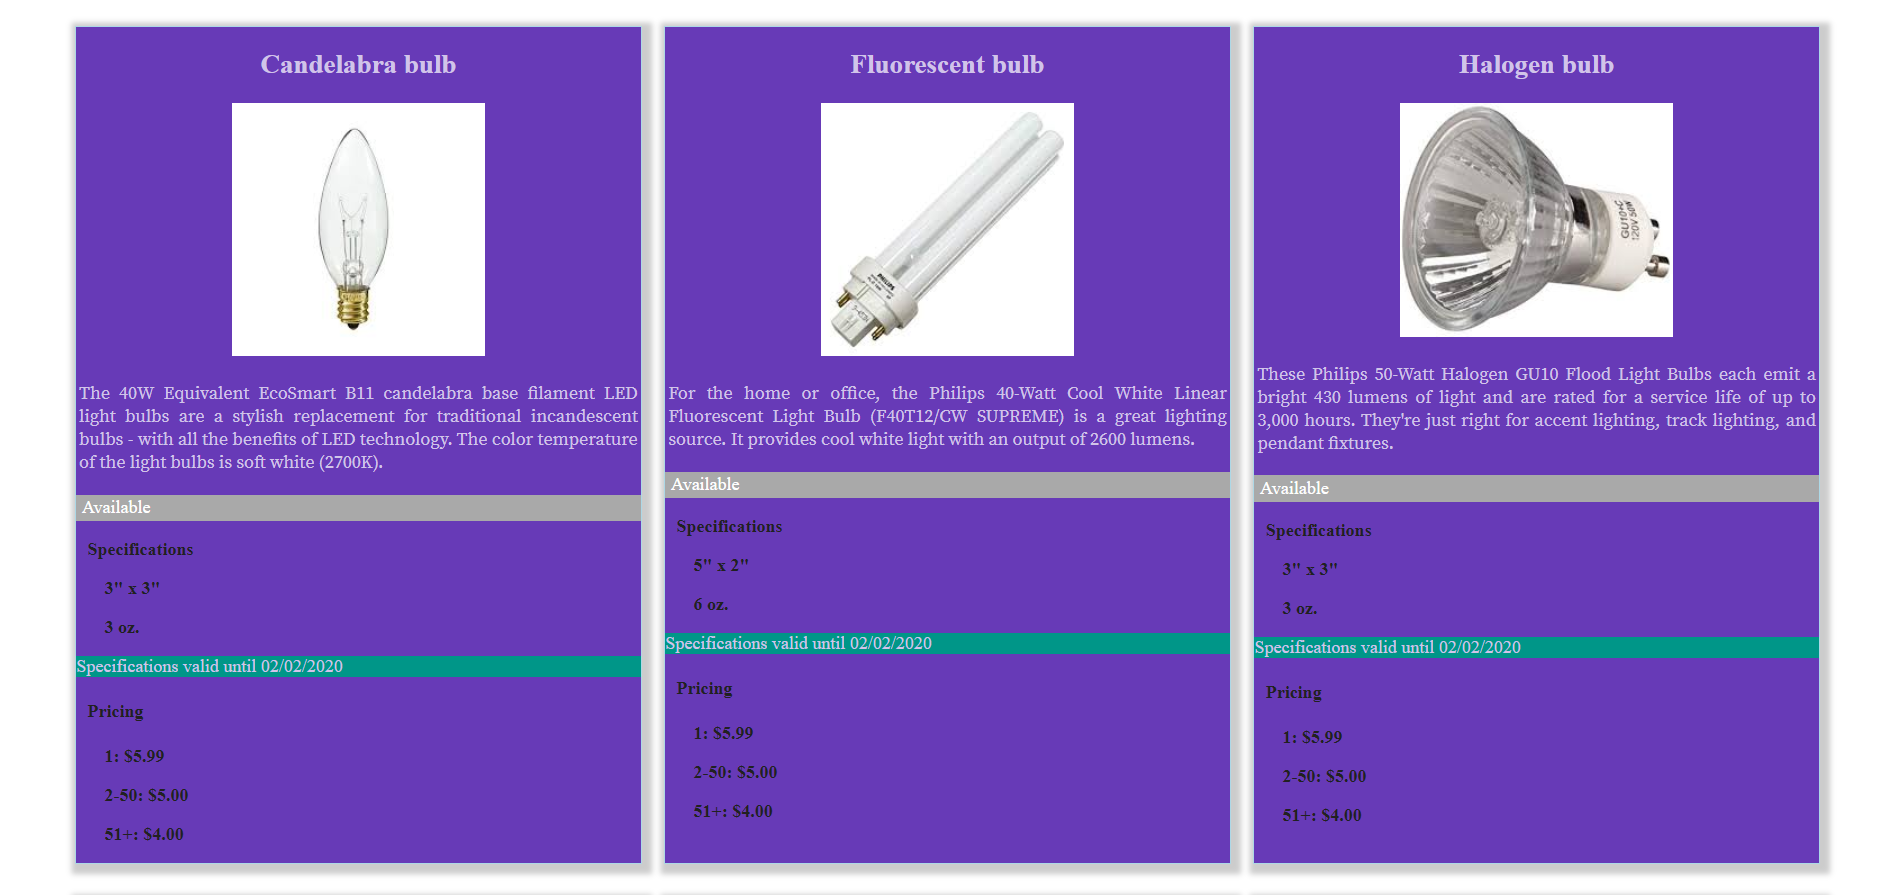 Candelabra bulb
The 40W Equivalent EcoSmart B11 candelabra base filament LED
light bulbs are a stylish replacement for traditional incandescent
bulbs - with all the benefits of LED technology. The color temperature
of the light bulbs is soft white (2700K).
Available
Specifications
3" x 3"
3 oz.
Specifications valid until 02/02/2020
Pricing
1: $5.99
2-50: $5.00
51+: $4.00
Fluorescent bulb
PHILIPS
For the home or office, the Philips 40-Watt Cool White Linear
Fluorescent Light Bulb (F40T12/CW SUPREME) is a great lighting
source. It provides cool white light with an output of 2600 lumens.
Available
Specifications
5" x 2"
6 oz.
Specifications valid until 02/02/2020
Pricing
1: $5.99
2-50: $5.00
51+: $4.00
Halogen bulb
GU10+C
120V 50W
These Philips 50-Watt Halogen GU10 Flood Light Bulbs each emit a
bright 430 lumens of light and are rated for a service life of up to
3,000 hours. They're just right for accent lighting, track lighting, and
pendant fixtures.
Available
Specifications
3" x 3"
3 oz.
Specifications valid until 02/02/2020
Pricing
1: $5.99
2-50: $5.00
51+: $4.00